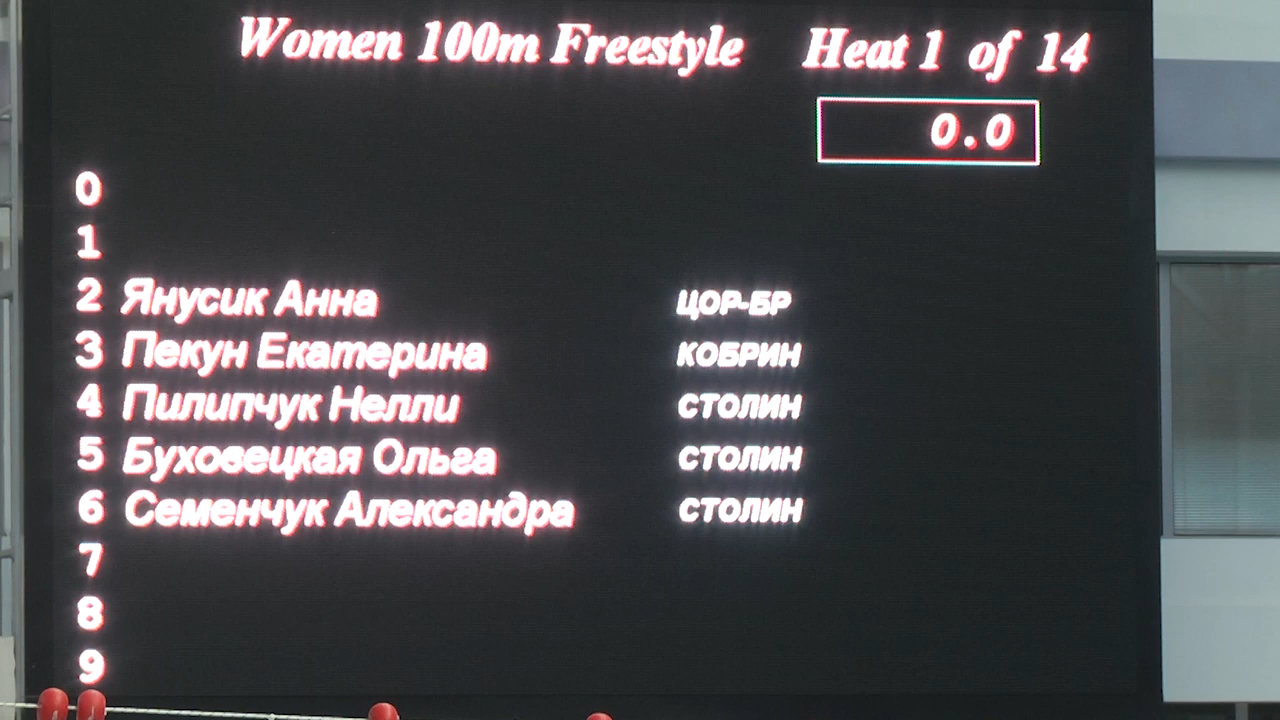 Women 100m Freestyle Heat 1 of 14
0.0
0
1
2 Янусик Анна ЦОР-БР
3 Пекун Екатерина КОБРИН
4 Пилипчук Нелли СТОЛИН
5 Буховецкая Ольга СТОЛИН
6 Семенчук Александра СТОЛИН
7
8
9